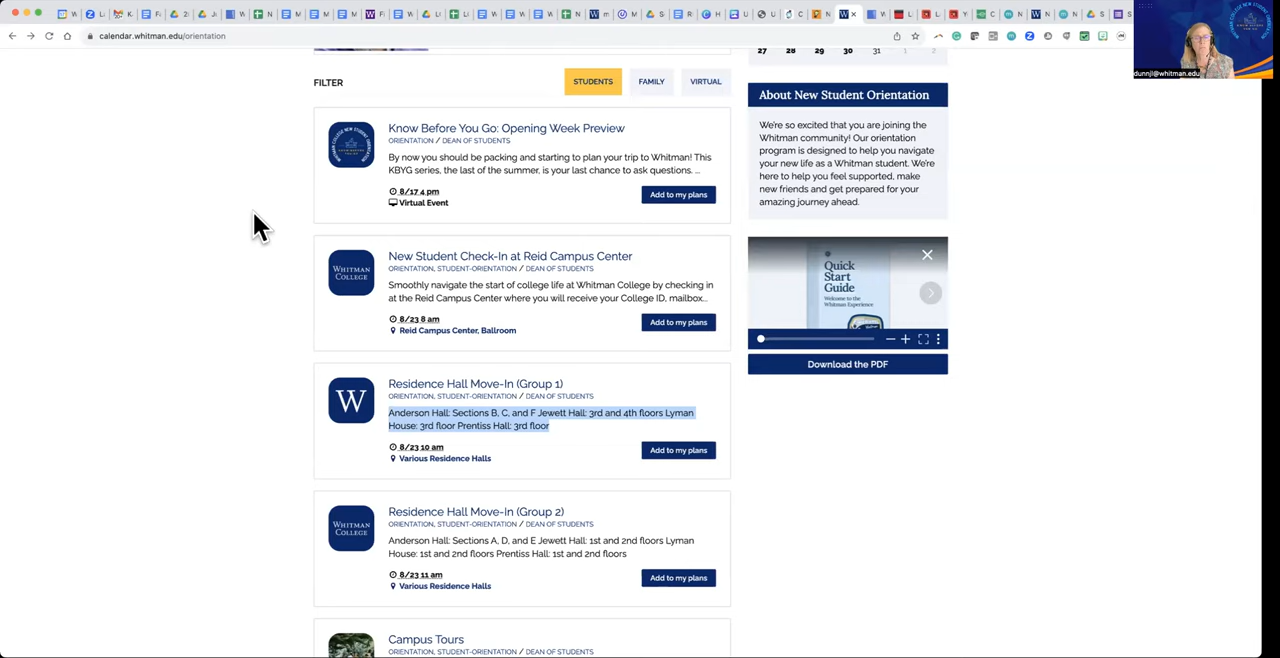 calendar.whitman.edu/orientation
dunnjl@whitman.edu
27 28 29 30 31 1 2
FILTER
STUDENTS
FAMILY
VIRTUAL
Know Before You Go: Opening Week Preview
ORIENTATION / DEAN OF STUDENTS
By now you should be packing and starting to plan your trip to Whitman! This
KBYG series, the last of the summer, is your last chance to ask questions. ...
8/17 4 pm
Virtual Event
Add to my plans
WHITMAN
COLLEGE
New Student Check-In at Reid Campus Center
ORIENTATION, STUDENT-ORIENTATION / DEAN OF STUDENTS
Smoothly navigate the start of college life at Whitman College by checking in
at the Reid Campus Center where you will receive your College ID, mailbox...
8/23 8 am
Reid Campus Center, Ballroom
Add to my plans
W
Residence Hall Move-In (Group 1)
ORIENTATION, STUDENT-ORIENTATION / DEAN OF STUDENTS
Anderson Hall: Sections B, C, and F Jewett Hall: 3rd and 4th floors Lyman
House: 3rd floor Prentiss Hall: 3rd floor
8/23 10 am
Various Residence Halls
Add to my plans
WHITMAN
COLLEGE
Residence Hall Move-In (Group 2)
ORIENTATION, STUDENT-ORIENTATION / DEAN OF STUDENTS
Anderson Hall: Sections A, D, and E Jewett Hall: 1st and 2nd floors Lyman
House: 1st and 2nd floors Prentiss Hall: 1st and 2nd floors
8/23 11 am
Various Residence Halls
Add to my plans
Campus Tours
ORIENTATION, STUDENT-ORIENTATION / DEAN OF STUDENTS
About New Student Orientation
We're so excited that you are joining the
Whitman community! Our orientation
program is designed to help you navigate
your new life as a Whitman student. We're
here to help you feel supported, make
new friends and get prepared for your
amazing journey ahead.
Quick
Start
Guide
Welcome to the
Whitman Experience
Download the PDF